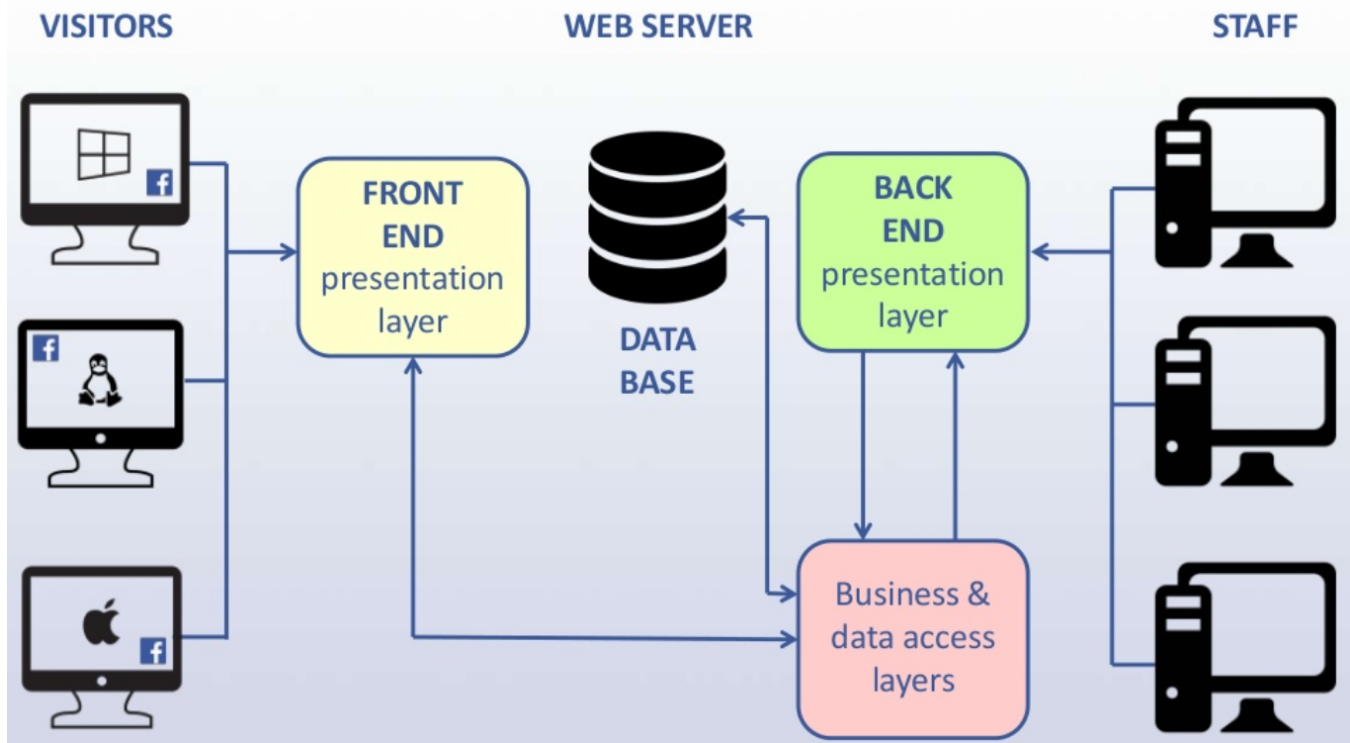 VISITORS
WEB SERVER
STAFF
f
FRONT
END
presentation
layer
BACK
END
presentation
layer
f
DATA
BASE
f
Business &
data access
layers